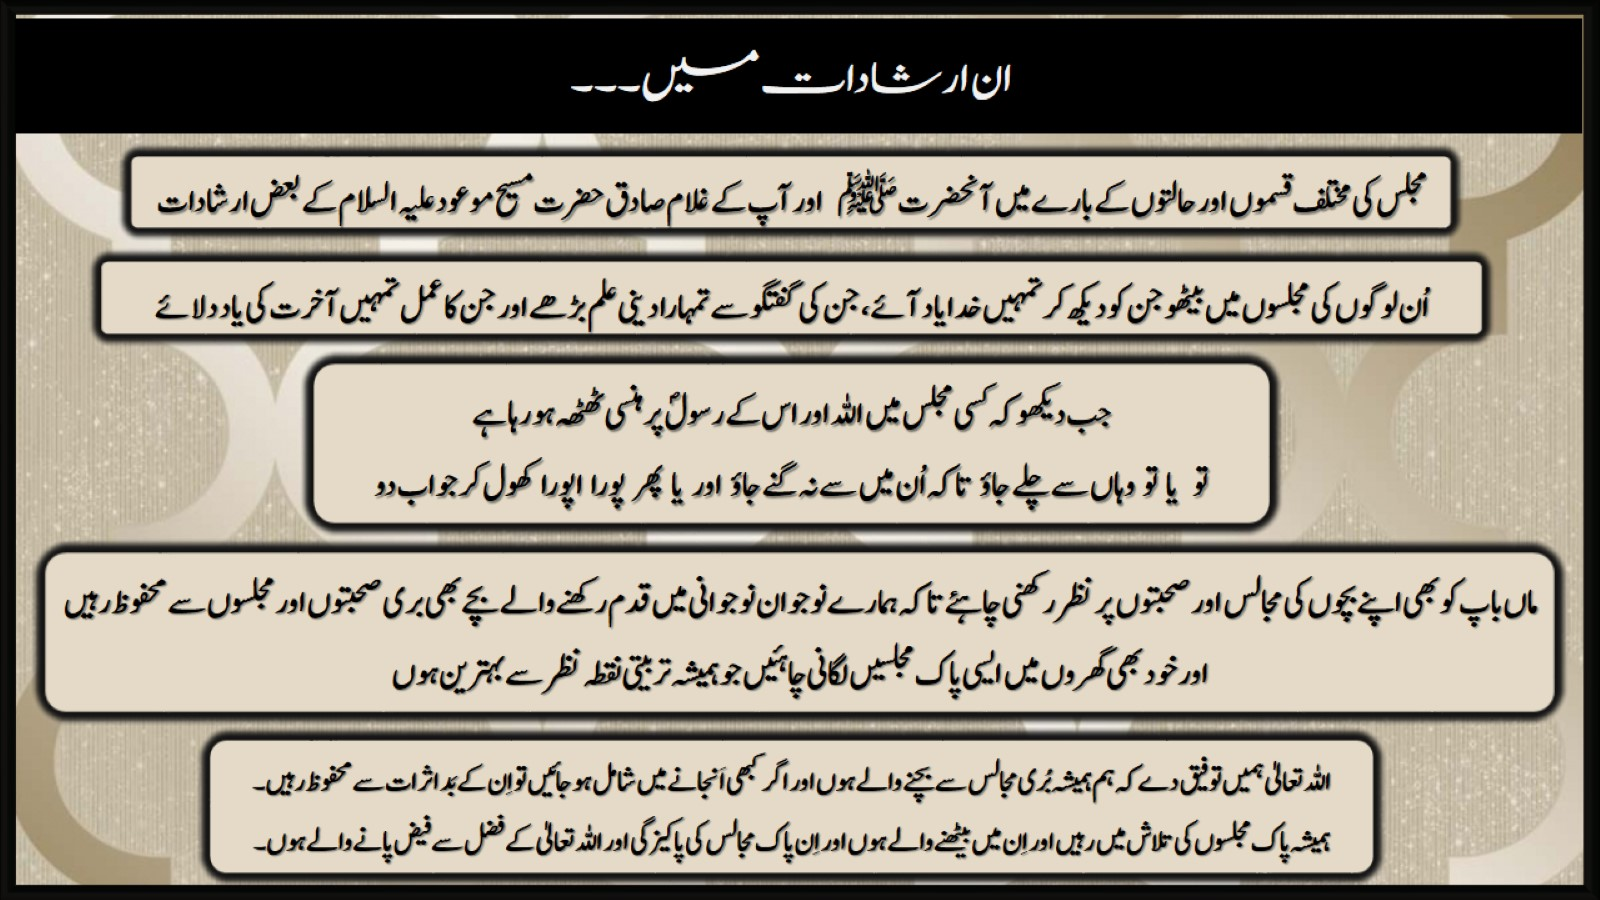 ان ارشادات میں۔۔۔
مجلس کی مختلف قسموں اور حالتوں کے بارے میں آنحضرت ﷺ اور آپ کے غلام صادق حضرت مسیح موعود علیہ السلام کے بعض ارشادات
اُن لوگوں کی مجلسوں میں بیٹھو جن کو دیکھ کر تمہیں خدا یاد آئے، جن کی گفتگو سے تمہارا دینی علم بڑھے اور جن کا عمل تمہیں آخرت کی یاد دلائے
جب دیکھو کہ کسی مجلس میں اللہ اور اس کے رسولؐ پر ہنسی ٹھٹھہ ہو رہا ہے
تو یا تو وہاں سے چلے جاؤ تاکہ اُن میں سے نہ گنے جاؤ اور یا پھر پورا اپورا کھول کر جواب دو
ماں باپ کو بھی اپنے بچوں کی مجالس اور صحبتوں پر نظر رکھنی چاہئے تاکہ ہمارے نوجوان نوجوانی میں قدم رکھنے والے بچے بھی بری صحبتوں اور مجلسوں سے محفوظ رہیں
اور خود بھی گھروں میں ایسی پاک مجلسیں لگانی چاہئیں جو ہمیشہ تربیتی نقطہ نظر سے بہترین ہوں
اللہ تعالیٰ ہمیں توفیق دے کہ ہم ہمیشہ بُری مجالس سے بچنے والے ہوں اور اگر کبھی اَنجانے میں شامل ہو جائیں تو اِن کے بَد اثرات سے محفوظ رہیں۔
ہمیشہ پاک مجلسوں کی تلاش میں رہیں اور اِن میں بیٹھنے والے ہوں اور اِن پاک مجالس کی پاکیزگی اور اللہ تعالیٰ کے فضل سے فیض پانے والے ہوں۔